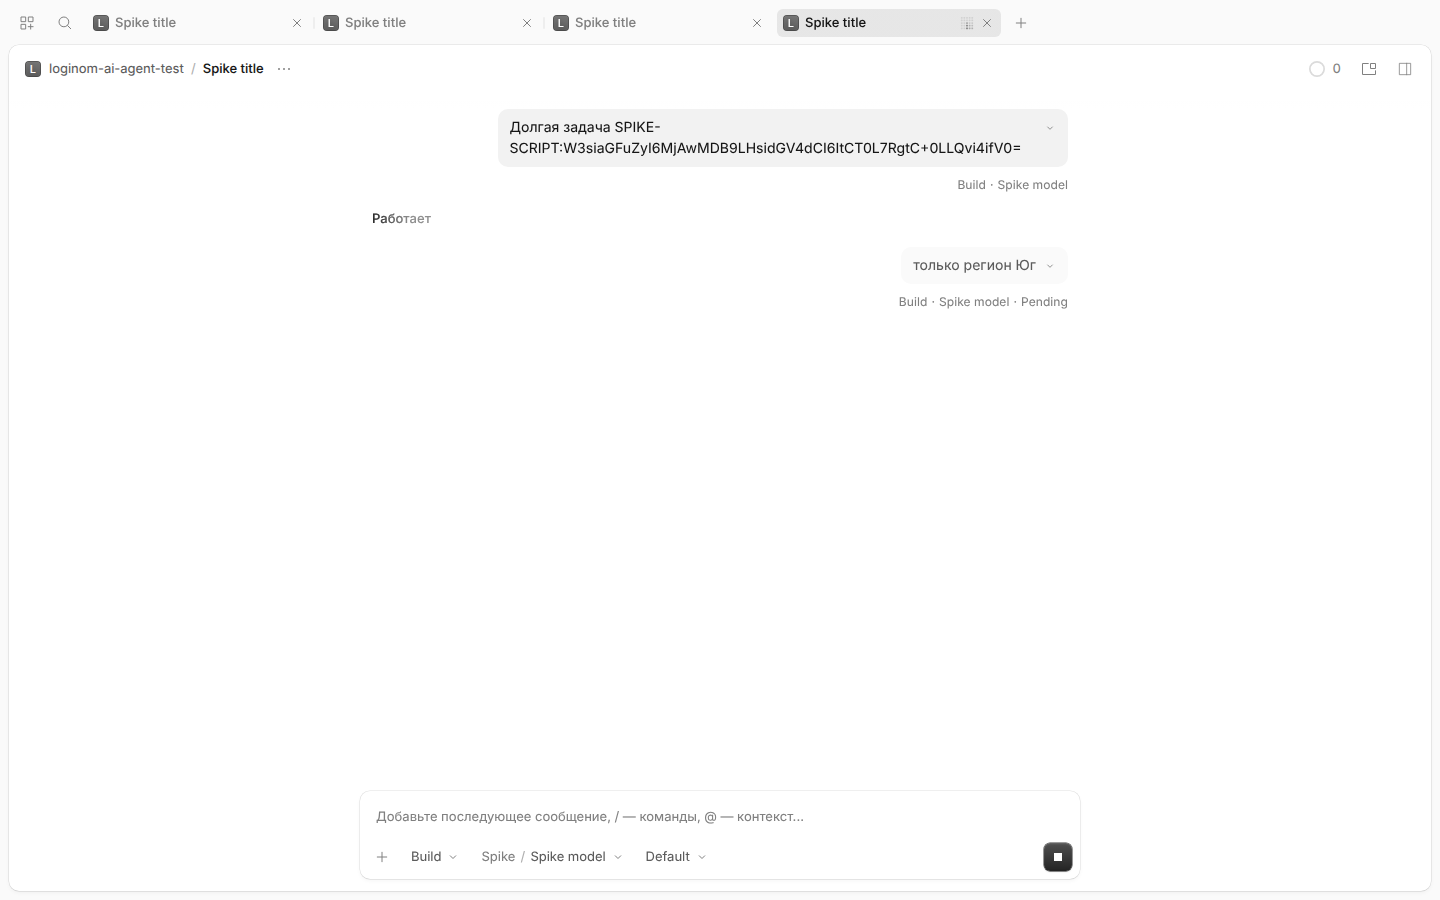 L Spike title
L Spike title
L Spike title
L Spike title
L loginom-ai-agent-test / Spike title ...
0
Долгая задача SPIKE-
SCRIPT:W3siaGFuZyI6MjAwMDB9LHsidGV4dCI6ItCT0L7RgtC+0LLQvi4ifV0=
Build · Spike model
Работает
только регион Юг
Build · Spike model · Pending
Добавьте последующее сообщение, / — команды, @ — контекст...
Build Spike / Spike model Default